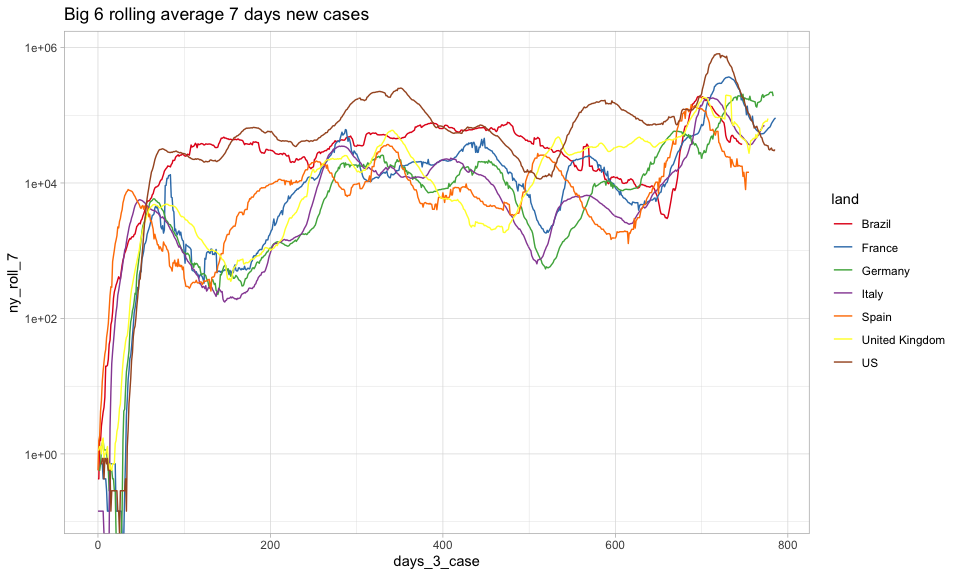 Big 6 rolling average 7 days new cases
1e+06
1e+04
1e+02
1e+00
ny_roll_7
0
200
400
600
800
days_3_case
land
Brazil
France
Germany
Italy
Spain
United Kingdom
US